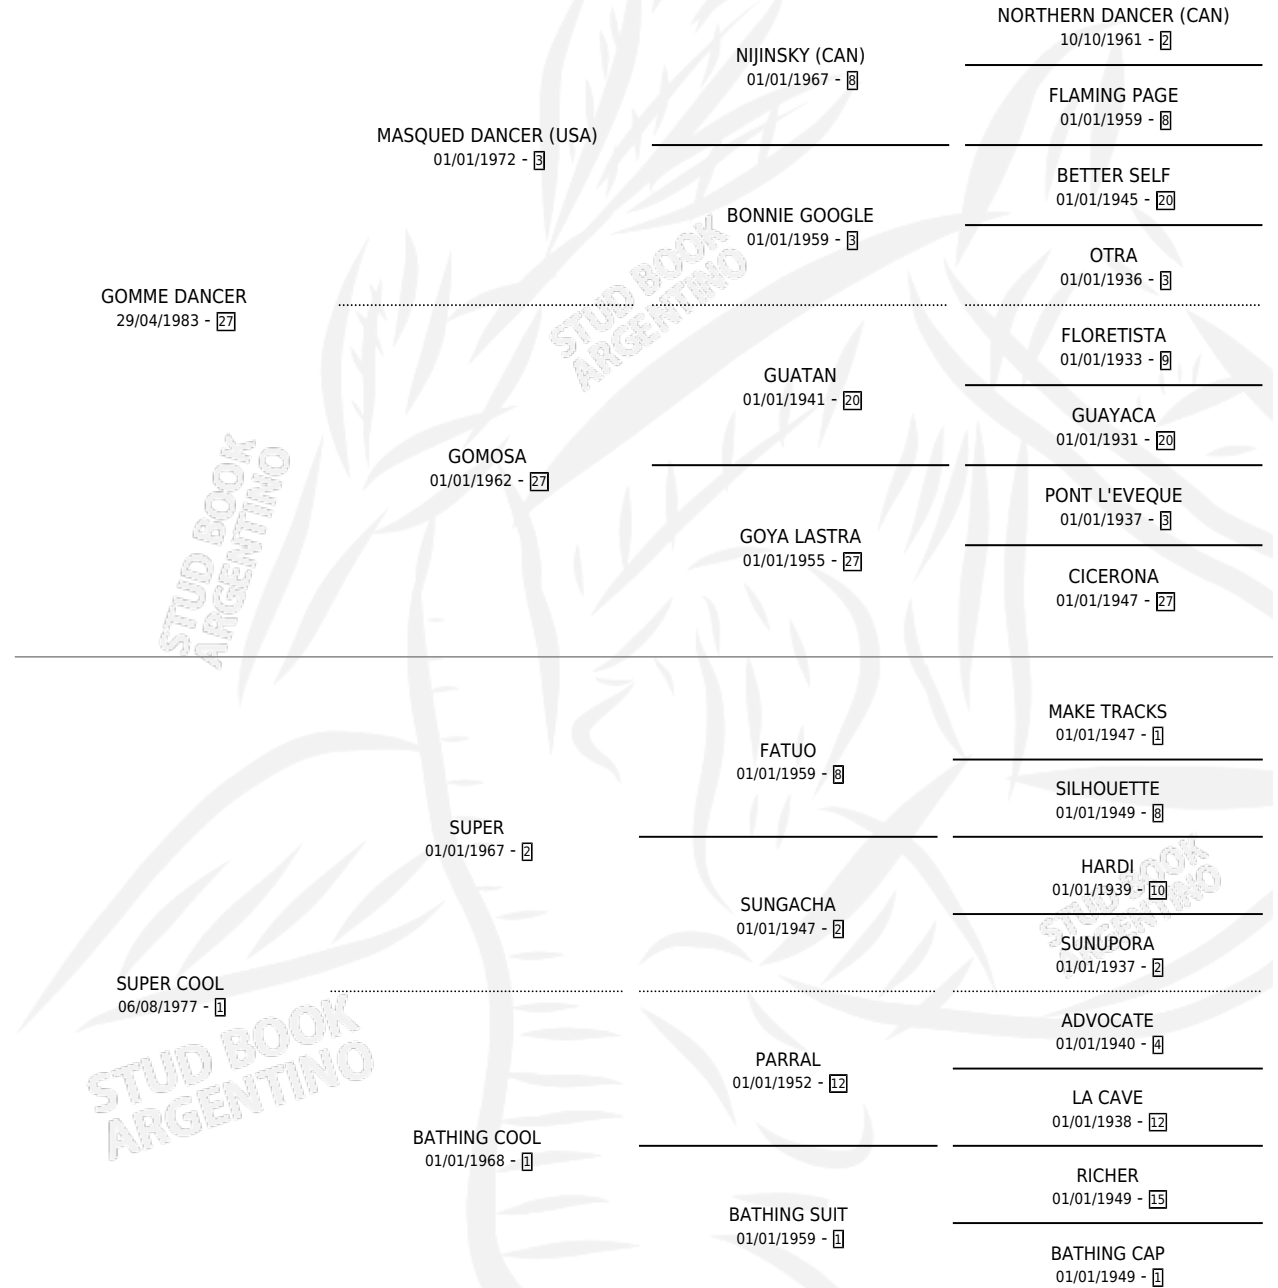 NORTHERN DANCER (CAN)
10/10/1961 - 2
NIJINSKY (CAN)
01/01/1967 - 8
FLAMING PAGE
01/01/1959 - 8
MASQUED DANCER (USA)
01/01/1972 - 3
BETTER SELF
01/01/1945 - 20
BONNIE GOOGLE
01/01/1959 - 3
OTRA
01/01/1936 - 3
GOMME DANCER
29/04/1983 - 27
FLORETISTA
01/01/1933 - 9
GUATAN
01/01/1941 - 20
GUAYACA
01/01/1931 - 20
GOMOSA
01/01/1962 - 27
PONT L'EVEQUE
01/01/1937 - 3
GOYA LASTRA
01/01/1955 - 27
CICERONA
01/01/1947 - 27
MAKE TRACKS
01/01/1947 - 1
FATUO
01/01/1959 - 8
SILHOUETTE
01/01/1949 - 8
SUPER
01/01/1967 - 2
HARDI
01/01/1939 - 10
SUNGACHA
01/01/1947 - 2
SUNUPORA
01/01/1937 - 2
SUPER COOL
06/08/1977 - 1
ADVOCATE
01/01/1940 - 4
PARRAL
01/01/1952 - 12
LA CAVE
01/01/1938 - 12
BATHING COOL
01/01/1968 - 1
RICHER
01/01/1949 - 15
BATHING SUIT
01/01/1959 - 1
BATHING CAP
01/01/1949 - 1
STUD BOOK
ARGENTINO
STUD BOOK
ARGENTINO
STUD BOOK
ARGENTINO
STUD BOOK
ARGENTINO